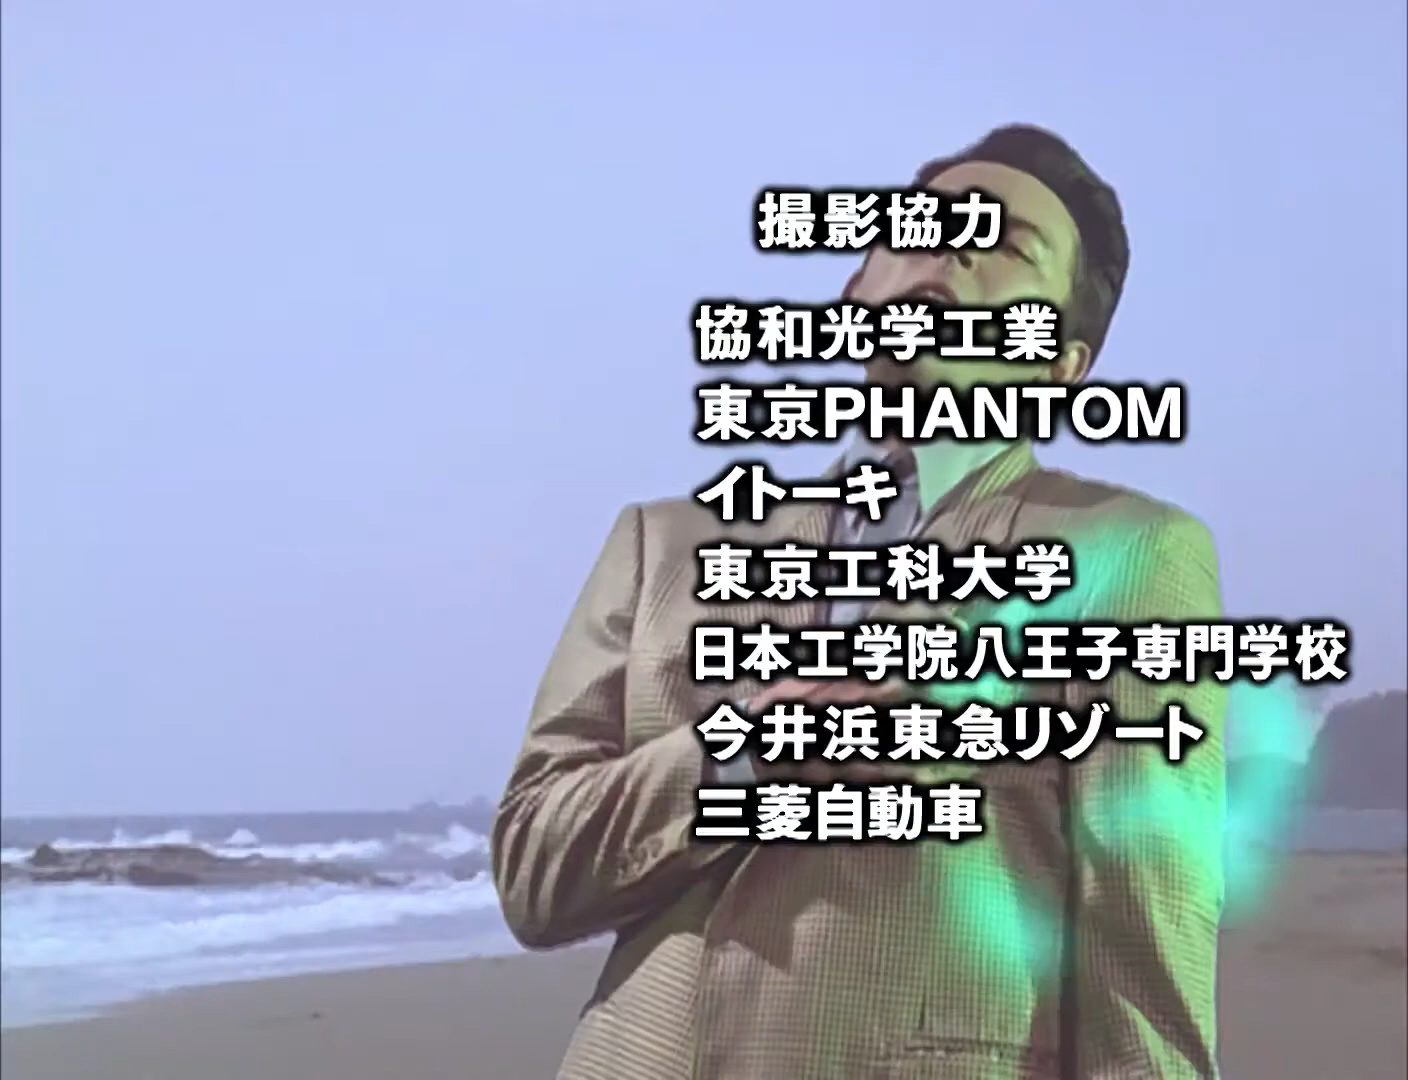 撮影協力
協和光学工業
東京PHANTOM
イトーキ
東京工科大学
日本工学院八王子専門学校
今井浜東急リゾート
三菱自動車